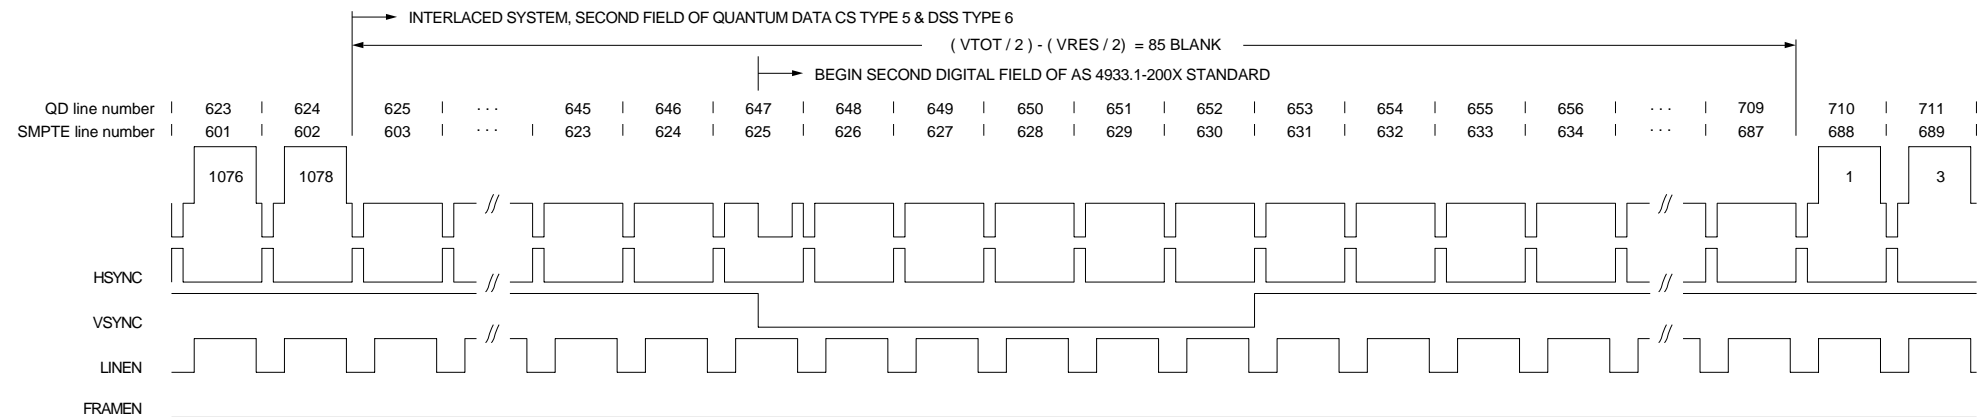 INTERLACED SYSTEM, SECOND FIELD OF QUANTUM DATA CS TYPE 5 & DSS TYPE 6
( VTOT / 2 ) - ( VRES / 2) = 85 BLANK
BEGIN SECOND DIGITAL FIELD OF AS 4933.1-200X STANDARD
QD line number 623 624 625 ··· 645 646 647 648 649 650 651 652 653 654 655 656 ··· 709 710 711
SMPTE line number 601 602 603 ··· 623 624 625 626 627 628 629 630 631 632 633 634 ··· 687 688 689
1076 1078 1 3
HSYNC
VSYNC
LINEN
FRAMEN